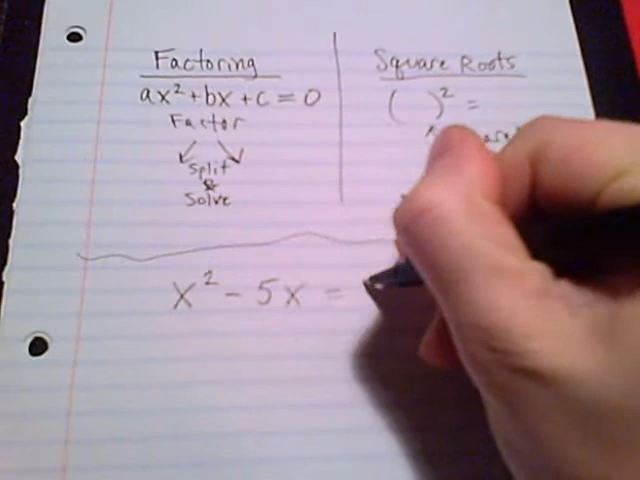 Factoring
ax² + bx + c = 0
Factor
Split
&
Solve
Square Roots
( )² =
x² - 5x =